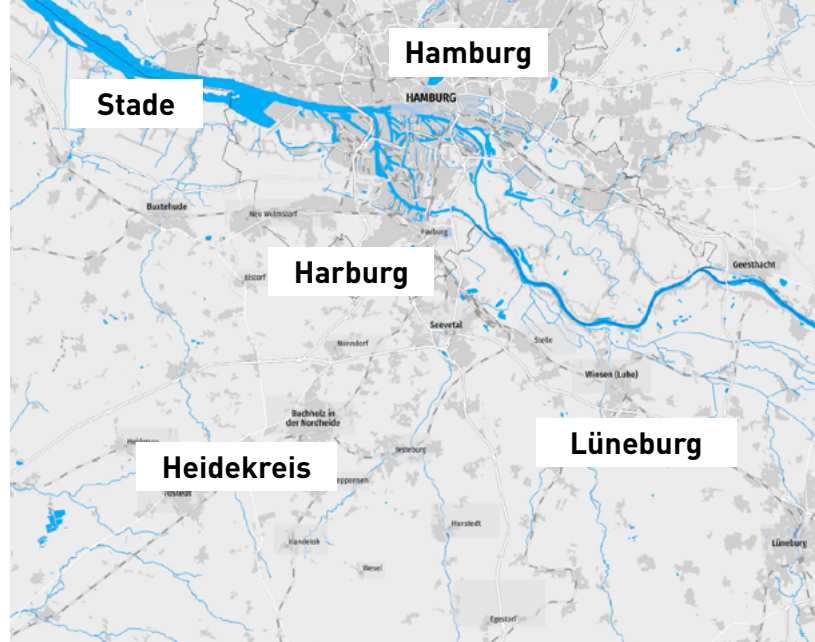 Hamburg
Stade
HAMBURG
Buxtehude
Neu Wulmstorf
Harburg
Harburg
Elstorf
Geesthacht
Seevetal
Nenndorf
Stelle
Winsen (Luhe)
Buchholz in
der Nordheide
Lüneburg
Jesteburg
Heidekreis
Tostedt
Hanstedt
Handeloh
Lüneburg
Wesel
Egestorf